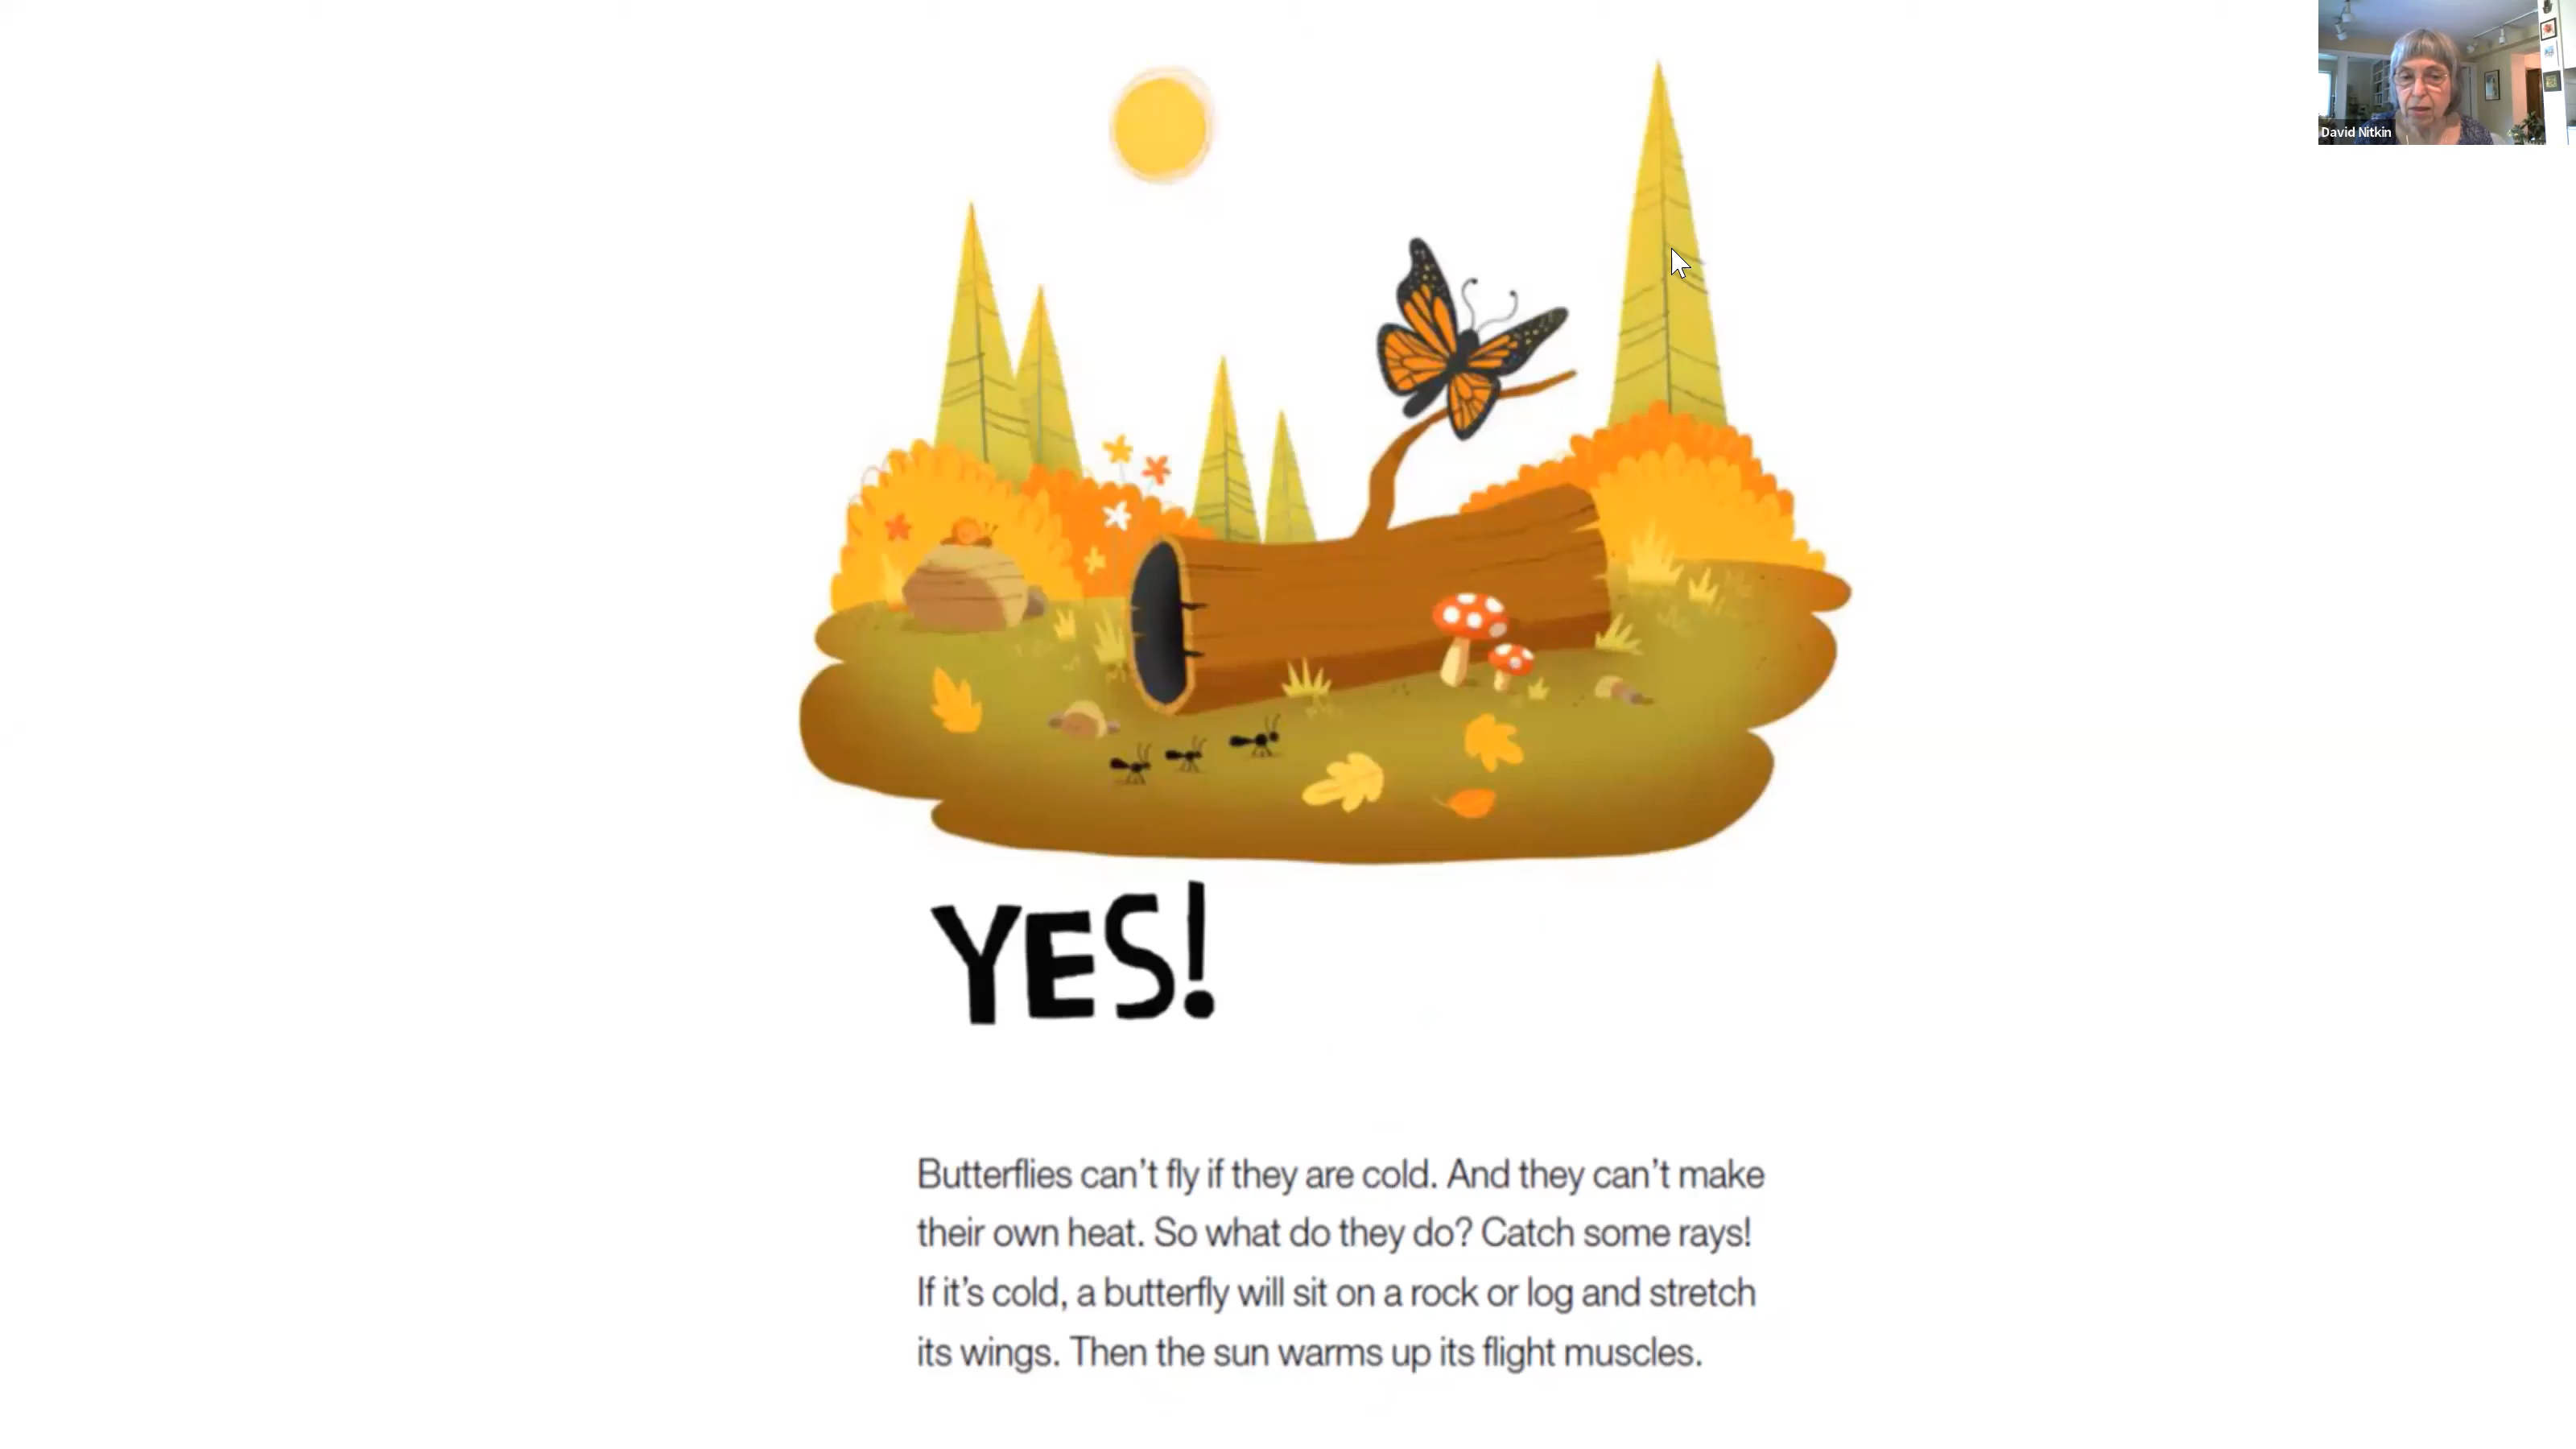 David Nitkin
YES!
Butterflies can't fly if they are cold. And they can't make
their own heat. So what do they do? Catch some rays!
If it's cold, a butterfly will sit on a rock or log and stretch
its wings. Then the sun warms up its flight muscles.